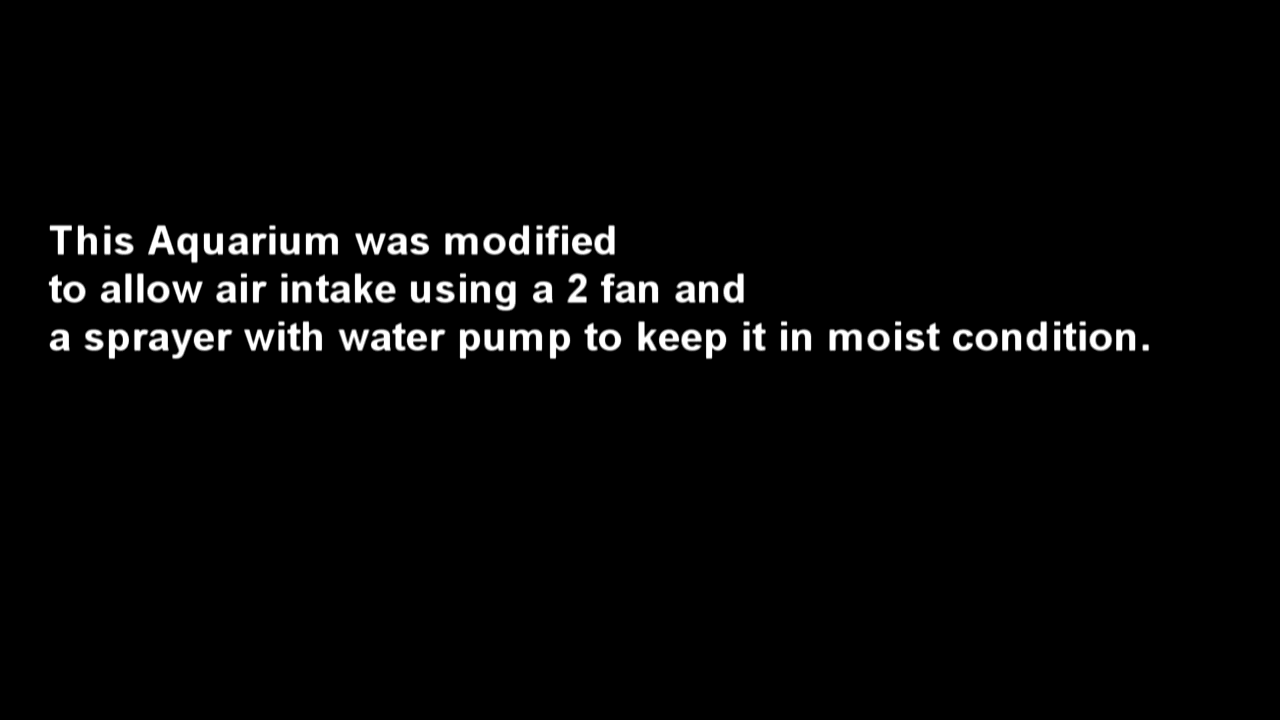 This Aquarium was modified
to allow air intake using a 2 fan and
a sprayer with water pump to keep it in moist condition.